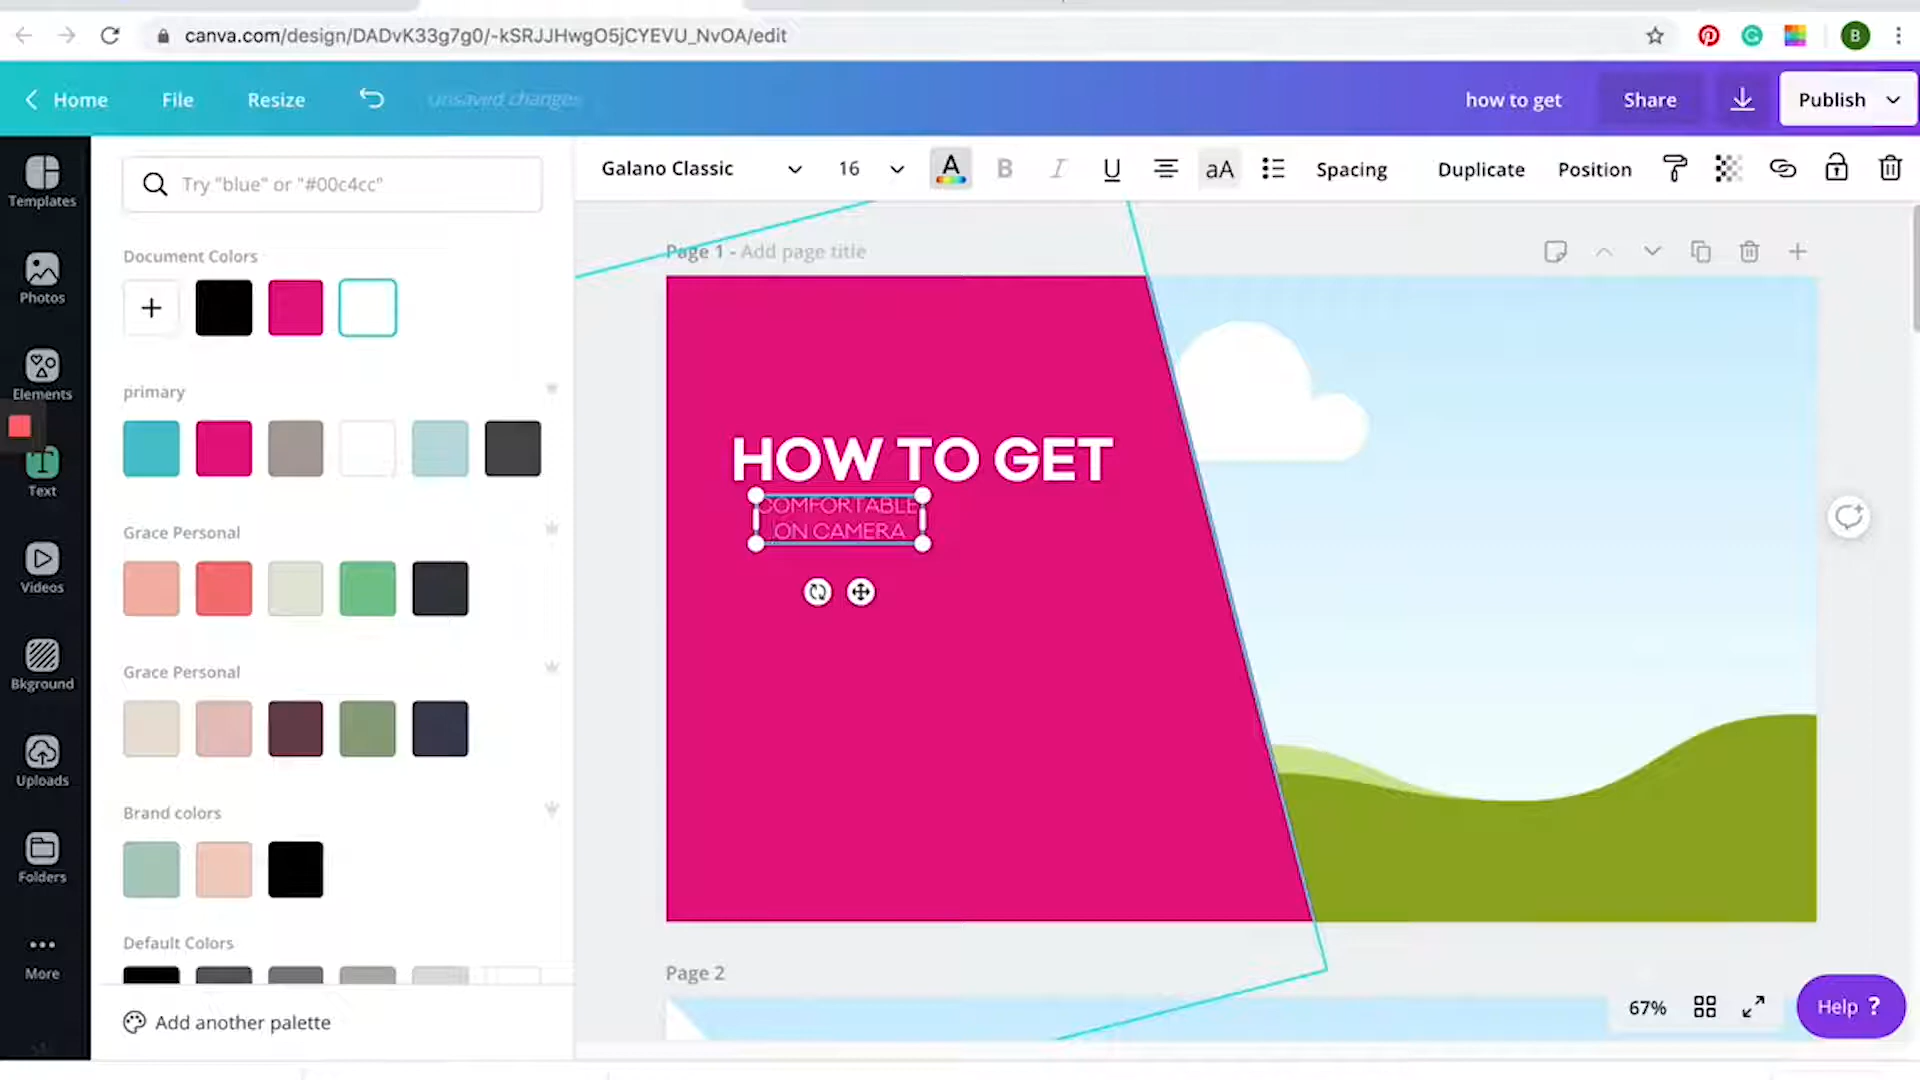 canva.com/design/DADvK33g7g0/-kSRJJHwgO5jCYEVU_NvOA/edit
B
Home
File
Resize
unsaved changes
how to get
Share
Publish
Templates
Photos
Elements
Text
Videos
Bkground
Uploads
Folders
More
Try "blue" or "#00c4cc"
Document Colors
primary
Grace Personal
Grace Personal
Brand colors
Default Colors
Add another palette
Galano Classic
16
A
B
I
U
aA
Spacing
Duplicate
Position
Page 1 - Add page title
HOW TO GET
COMFORTABLE
...ON CAMERA
Page 2
67%
Help ?